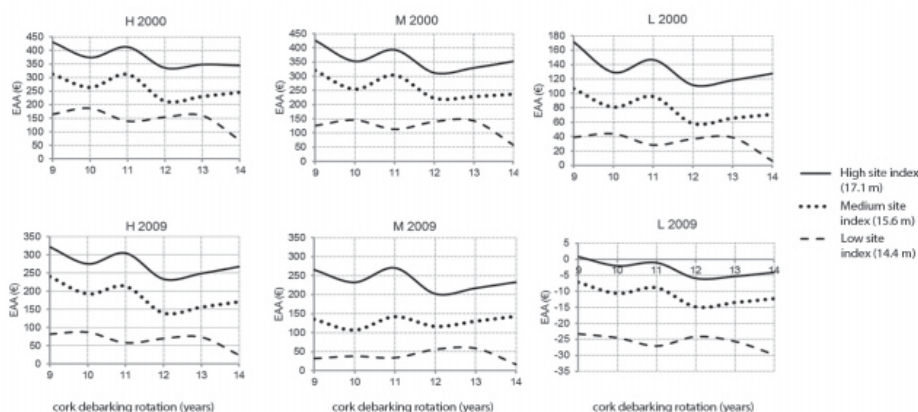 H 2000
M 2000
L 2000
EAA (€)
450
400
350
300
250
200
150
100
50
0
9 10 11 12 13 14
EAA (€)
450
400
350
300
250
200
150
100
50
0
9 10 11 12 13 14
EAA (€)
180
160
140
120
100
80
60
40
20
0
9 10 11 12 13 14
High site index
(17.1 m)
Medium site
index (15.6 m)
Low site
index (14.4 m)
H 2009
M 2009
L 2009
EAA (€)
350
300
250
200
150
100
50
0
9 10 11 12 13 14
EAA (€)
350
300
250
200
150
100
50
0
9 10 11 12 13 14
EAA (€)
5
0
-5
-10
-15
-20
-25
-30
-35
9 10 11 12 13 14
cork debarking rotation (years)
cork debarking rotation (years)
cork debarking rotation (years)